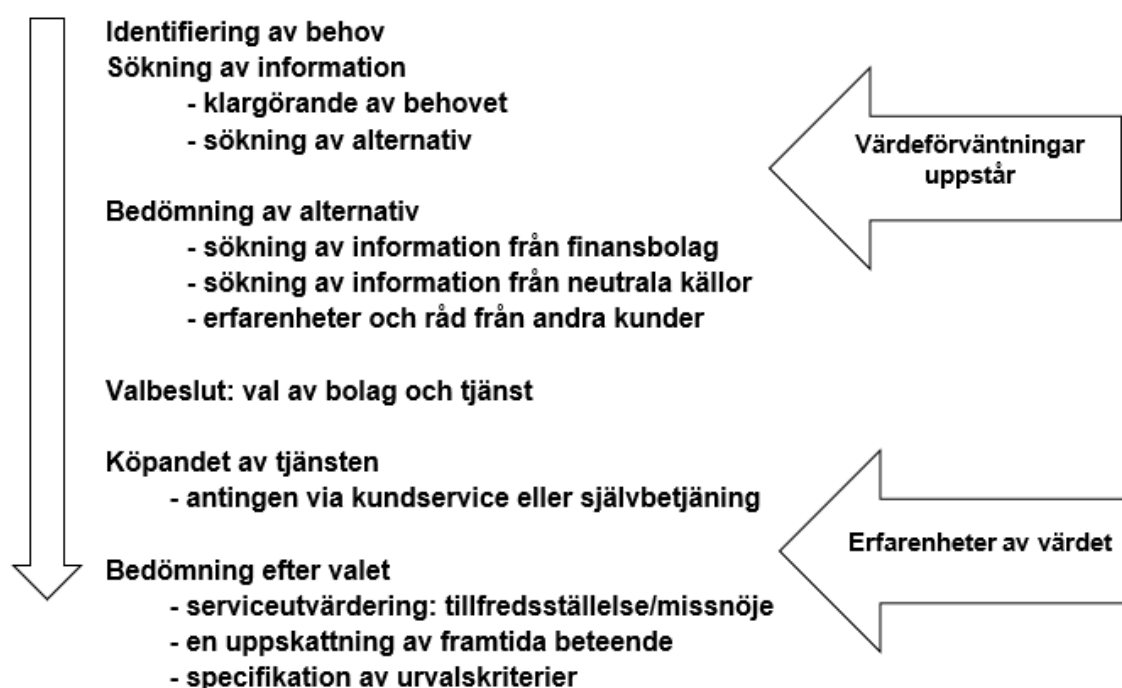 Identifiering av behov
Sökning av information
- klargörande av behovet
- sökning av alternativ
Värdeförväntningar
uppstår
Bedömning av alternativ
- sökning av information från finansbolag
- sökning av information från neutrala källor
- erfarenheter och råd från andra kunder
Valbeslut: val av bolag och tjänst
Köpandet av tjänsten
- antingen via kundservice eller självbetjäning
Erfarenheter av värdet
Bedömning efter valet
- serviceutvärdering: tillfredsställelse/missnöje
- en uppskattning av framtida beteende
- specifikation av urvalskriterier